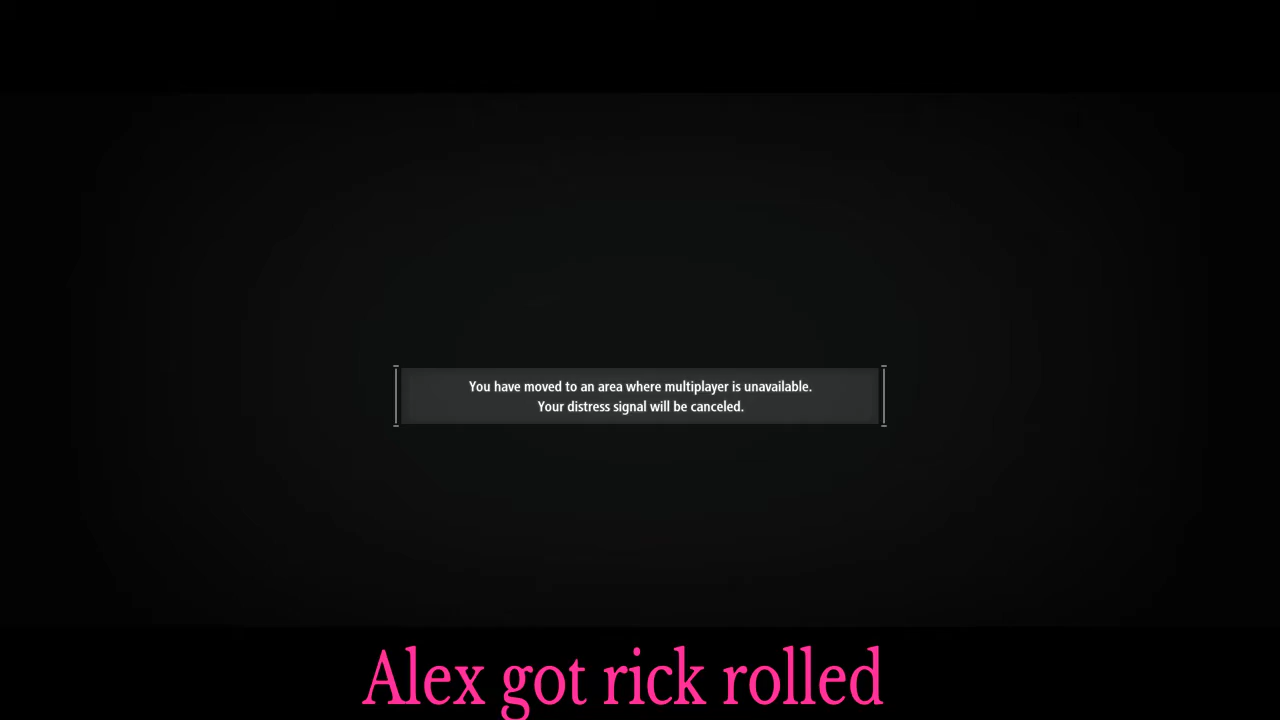 You have moved to an area where multiplayer is unavailable.
Your distress signal will be canceled.
Alex got rick rolled